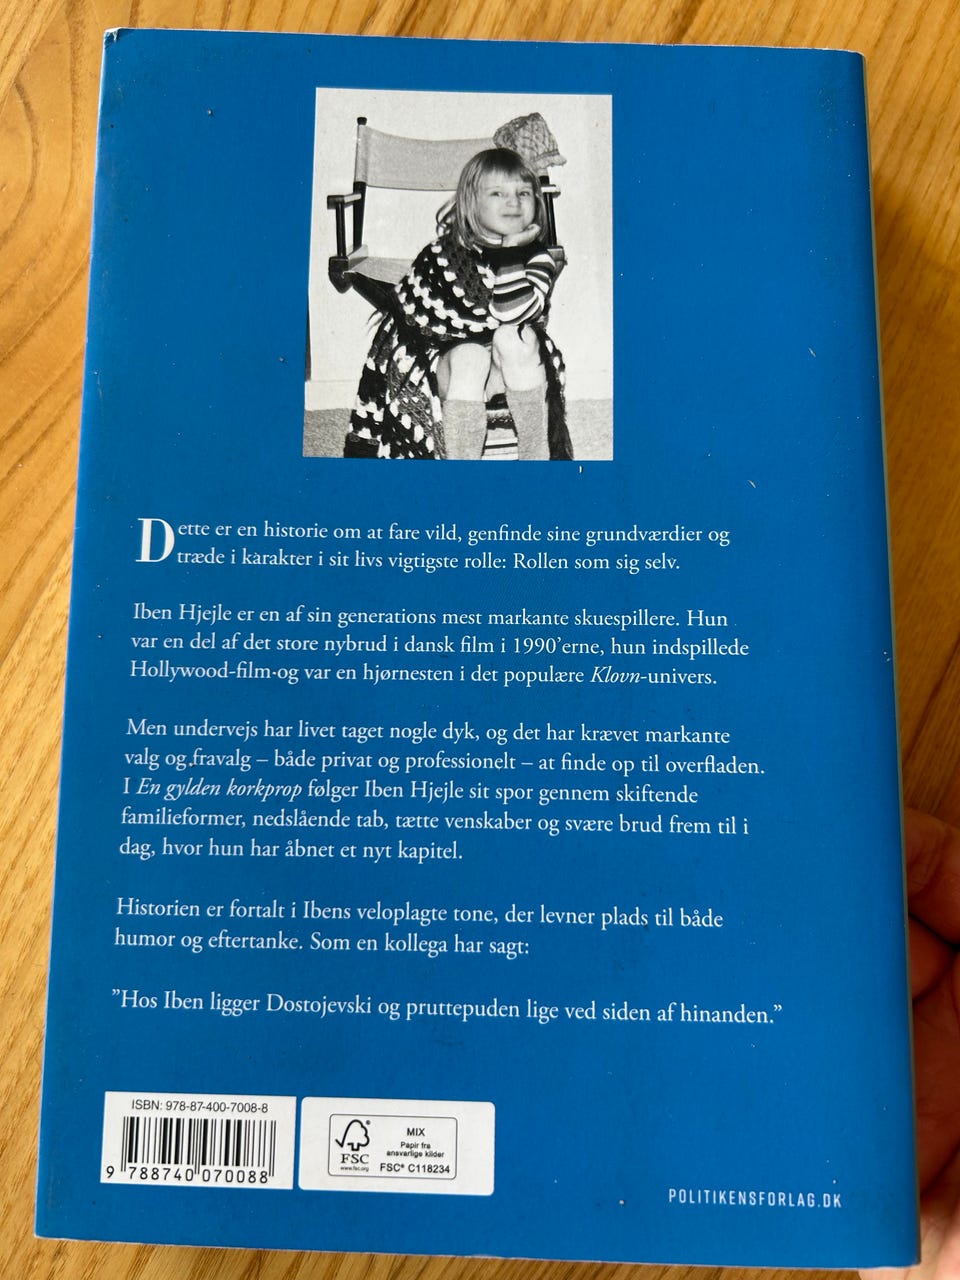 Dette er en historie om at fare vild, genfinde sine grundværdier og
træde i karakter i sit livs vigtigste rolle: Rollen som sig selv.
Iben Hjejle er en af sin generations mest markante skuespillere. Hun
var en del af det store nybrud i dansk film i 1990'erne, hun indspillede
Hollywood-film og var en hjørnesten i det populære Klovn-univers.
Men undervejs har livet taget nogle dyk, og det har krævet markante
valg og fravalg – både privat og professionelt – at finde op til overfladen.
I En gylden korkprop følger Iben Hjejle sit spor gennem skiftende
familieformer, nedslående tab, tætte venskaber og svære brud frem til i
dag, hvor hun har åbnet et nyt kapitel.
Historien er fortalt i Ibens veloplagte tone, der levner plads til både
humor og eftertanke. Som en kollega har sagt:
”Hos Iben ligger Dostojevski og pruttepuden lige ved siden af hinanden.”
ISBN: 978-87-400-7008-8
9 788740 070088
FSC®
www.fsc.org
MIX
Papir fra
ansvarlige kilder
FSC® C118234
POLITIKENSFORLAG.DK